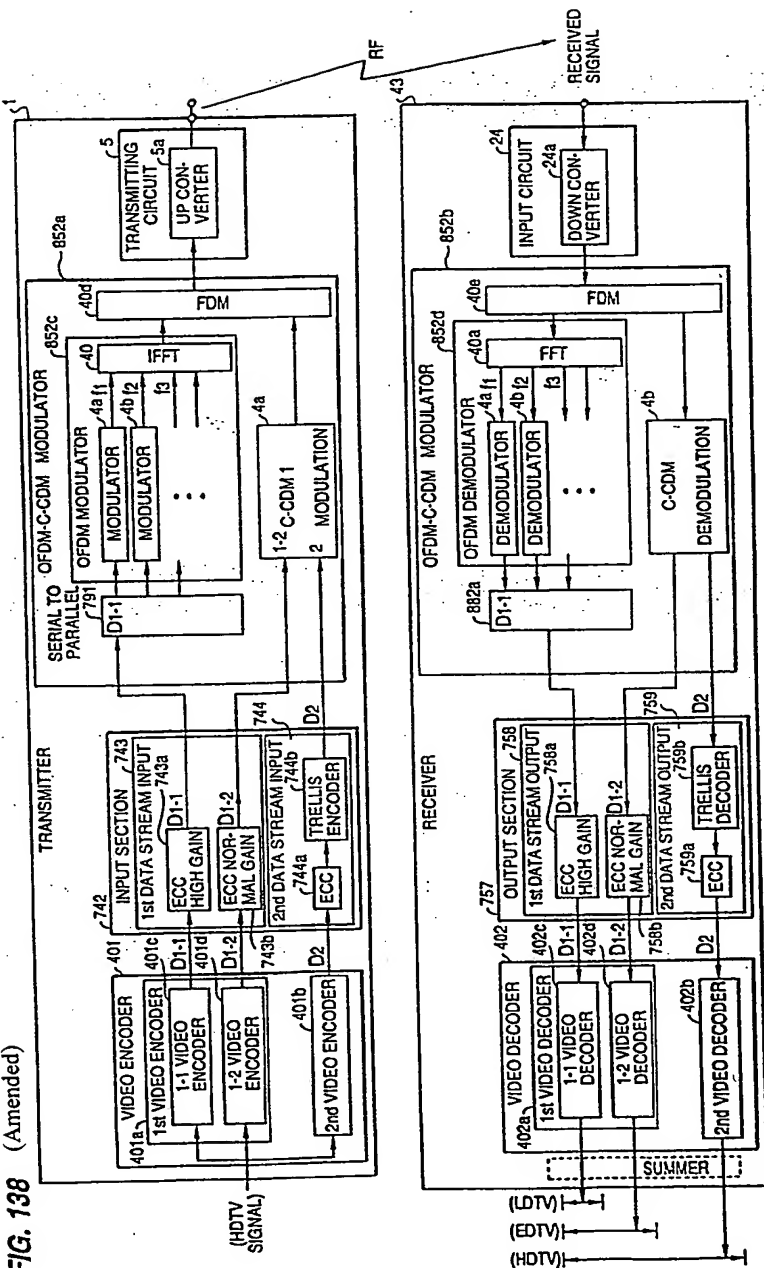 FIG. 138 (Amended)
TRANSMITTER
1
(HDTV SIGNAL)
VIDEO ENCODER
401
401a
1st VIDEO ENCODER
401c
1-1 VIDEO ENCODER
401d
1-2 VIDEO ENCODER
401b
2nd VIDEO ENCODER
D1-1
D1-2
D2
742
INPUT SECTION
743
1st DATA STREAM INPUT
743a
ECC HIGH GAIN
ECC NORMAL GAIN
743b
744
2nd DATA STREAM INPUT
744a
744b
ECC
TRELLIS ENCODER
D1-1
D1-2
D2
OFDM-C-CDM MODULATOR
852a
SERIAL TO PARALLEL
791
D1-1
OFDM MODULATOR
852c
4a
MODULATOR
f1
4b
MODULATOR
f2
f3
40
IFFT
40d
FDM
4a
1-2
C-CDM 1
2
MODULATION
TRANSMITTING CIRCUIT
5
5a
UP CONVERTER
RF
RECEIVED SIGNAL
RECEIVER
43
INPUT CIRCUIT
24
24a
DOWN CONVERTER
OFDM-C-CDM MODULATOR
852b
40e
FDM
OFDM DEMODULATOR
852d
40a
FFT
4a
f1
DEMODULATOR
4b
f2
DEMODULATOR
f3
4b
C-CDM
DEMODULATION
882a
D1-1
757
OUTPUT SECTION
758
1st DATA STREAM OUTPUT
758a
ECC HIGH GAIN
D1-1
ECC NORMAL GAIN
D1-2
758b
759
2nd DATA STREAM OUTPUT
759a
759b
ECC
TRELLIS DECODER
D2
D1-1
D1-2
D2
VIDEO DECODER
402
402a
1st VIDEO DECODER
402c
1-1 VIDEO DECODER
402d
1-2 VIDEO DECODER
402b
2nd VIDEO DECODER
SUMMER
(LDTV)
(EDTV)
(HDTV)